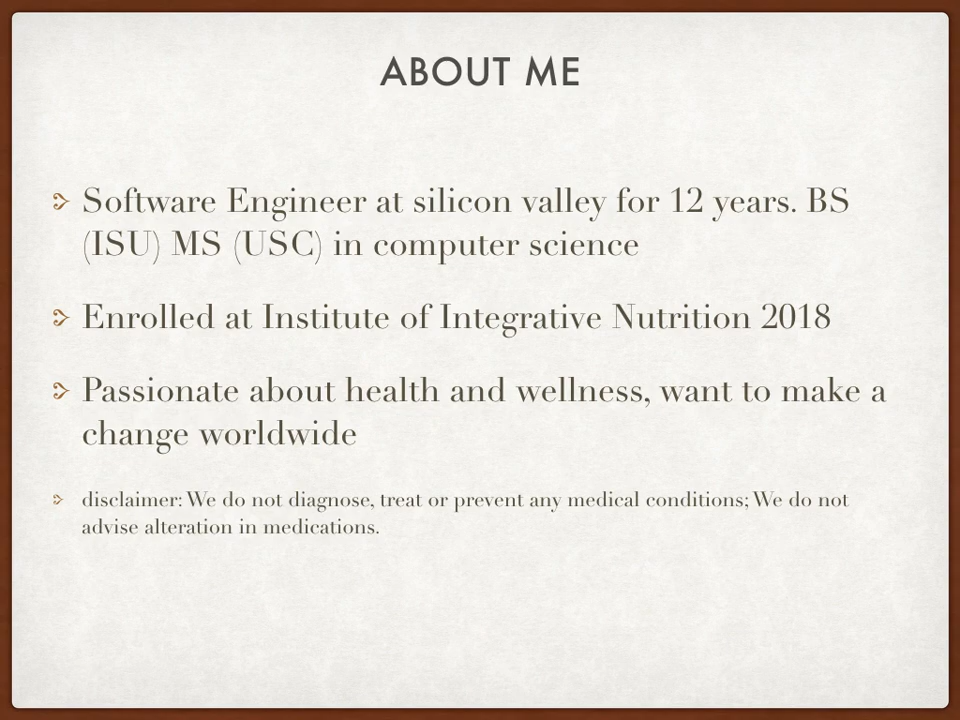 ABOUT ME
Software Engineer at silicon valley for 12 years. BS
(ISU) MS (USC) in computer science
Enrolled at Institute of Integrative Nutrition 2018
Passionate about health and wellness, want to make a
change worldwide
disclaimer: We do not diagnose, treat or prevent any medical conditions; We do not
advise alteration in medications.